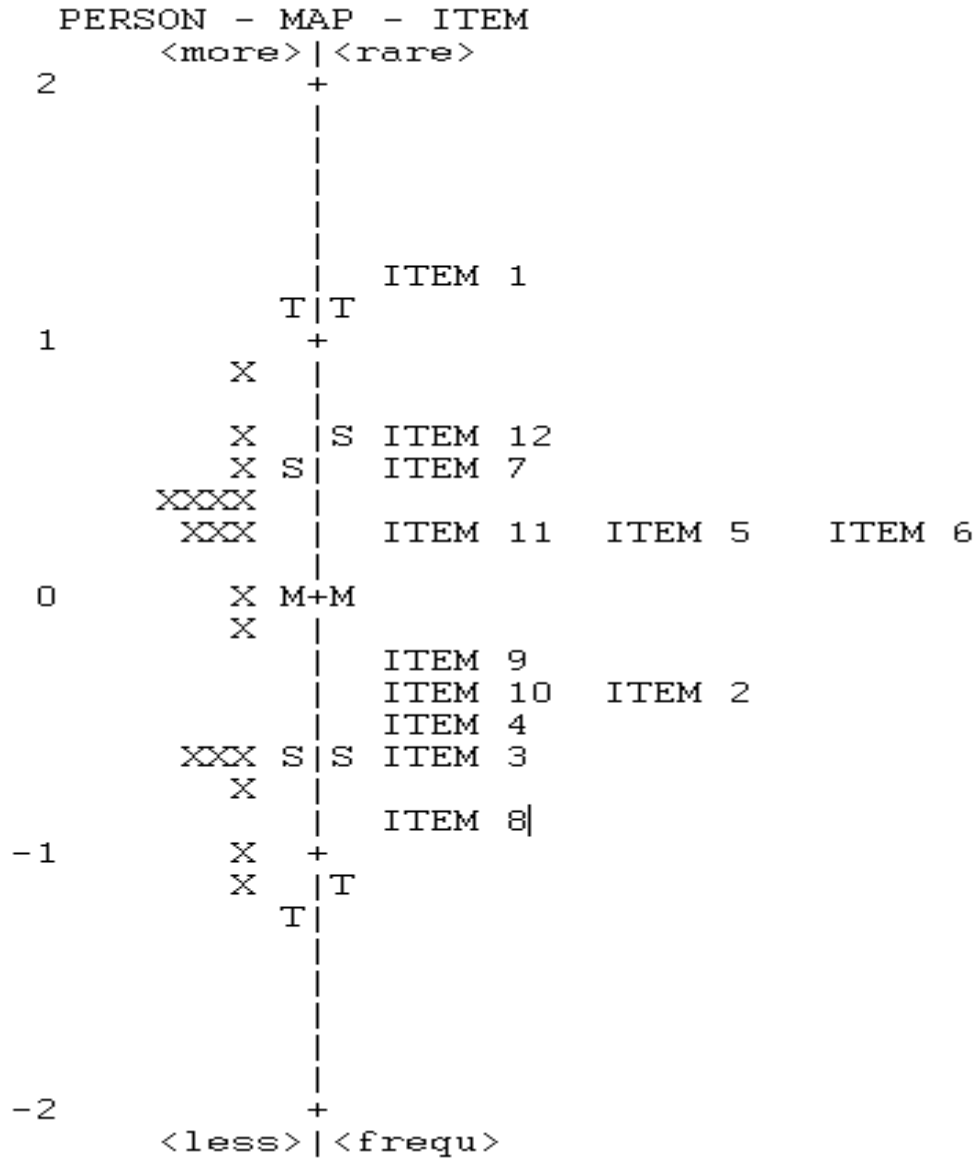 PERSON - MAP - ITEM
<more>|<rare>
2 +
|
|
|
|
|
| ITEM 1
T|T
1 +
X |
|
X |S ITEM 12
X S| ITEM 7
XXXX |
XXX | ITEM 11 ITEM 5 ITEM 6
|
0 X M+M
X |
| ITEM 9
| ITEM 10 ITEM 2
| ITEM 4
XXX S|S ITEM 3
X |
| ITEM 8|
-1 X +
X |T
T|
|
|
|
|
|
-2 +
<less>|<frequ>